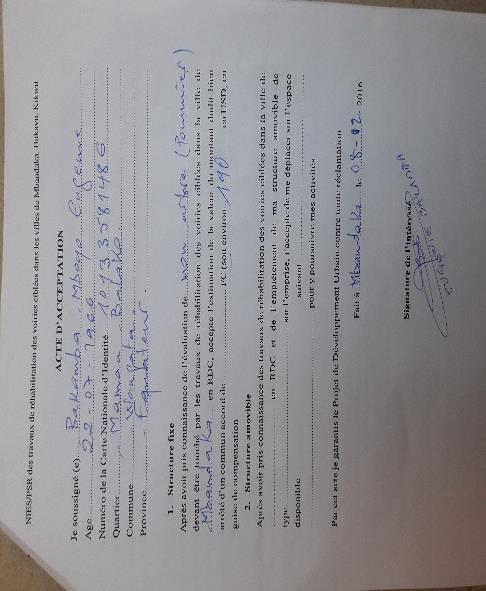 NIES/PSR des travaux de réhabilitation des voiries ciblées dans les villes de Mbandaka, Bukavu, Kikwit
ACTE D'ACCEPTATION
Je soussigné (e) Bakamba Mboyo Eugenie
Age 22-07-1966
Numéro de la Carte Nationale d'Identité 10133581486
Quartier Maman Balako
Commune Wangata
Province Equateur
1. Structure fixe
Après avoir pris connaissance de l'évaluation de mon arbre (Pommier)
devant être touché par les travaux de réhabilitation des voiries ciblées dans la ville de
Mbandaka en RDC, accepte l'estimation de la valeur du montant dudit bien
arrêté d'un commun accord de FC (soit environ 190 en USD, en
guise de compensation
2. Structure amovible
Après avoir pris connaissance des travaux de réhabilitation des voiries ciblées dans la ville de
en RDC et de l'empiètement de ma structure amovible de
type sur l'emprise, j'accepte de me déplacer sur l'espace
disponible suivant
pour y poursuivre mes activités
Par cet acte je garantis le Projet de Développement Urbain contre toute réclamation
Fait à Mbandaka le 08-12 2016
Signature de l'intéressé